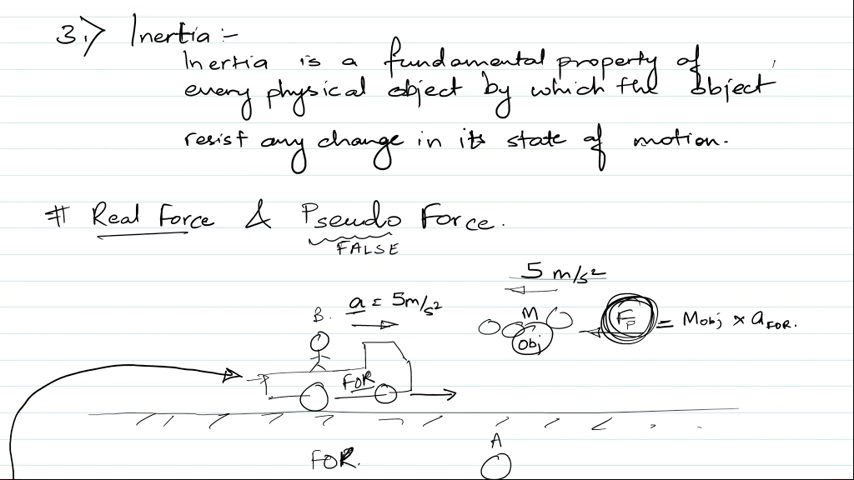 3.> Inertia :-
Inertia is a fundamental property of
every physical object by which the object
resist any change in its state of motion.
# Real Force & Pseudo Force.
FALSE
5 m/s²
B. a = 5m/s²
M
obj
Fp = Mobj × aFOR.
FOR
A
FOR.